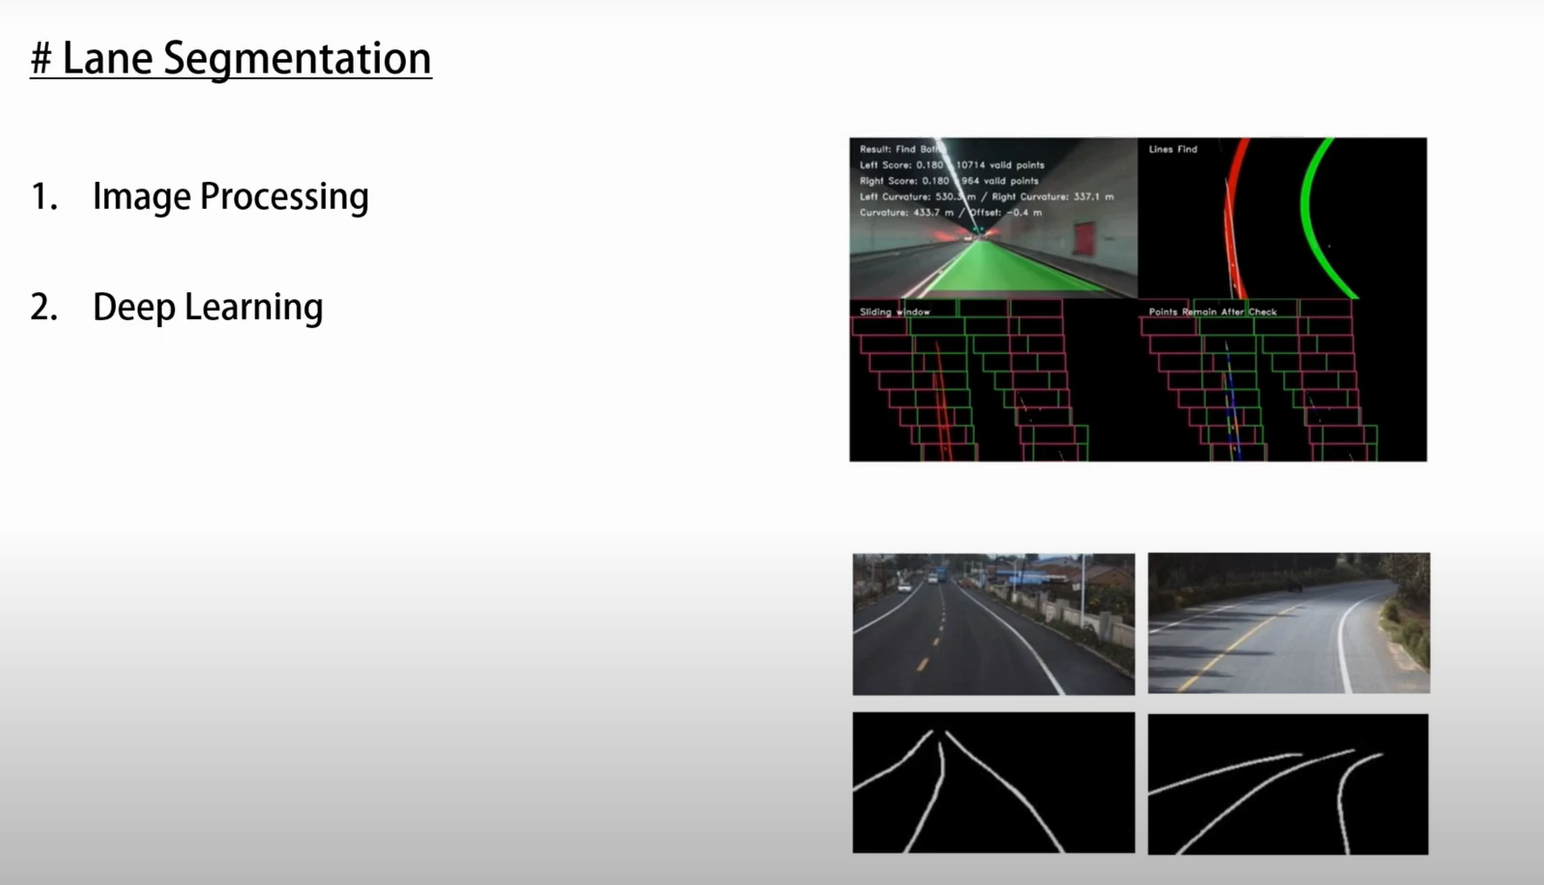 # Lane Segmentation
1. Image Processing
2. Deep Learning
Result: Find Both
Left Score: 0.180 10714 valid points
Right Score: 0.180 964 valid points
Left Curvature: 530.3 m / Right Curvature: 337.1 m
Curvature: 433.7 m / Offset: -0.4 m
Lines Find
Sliding window
Points Remain After Check